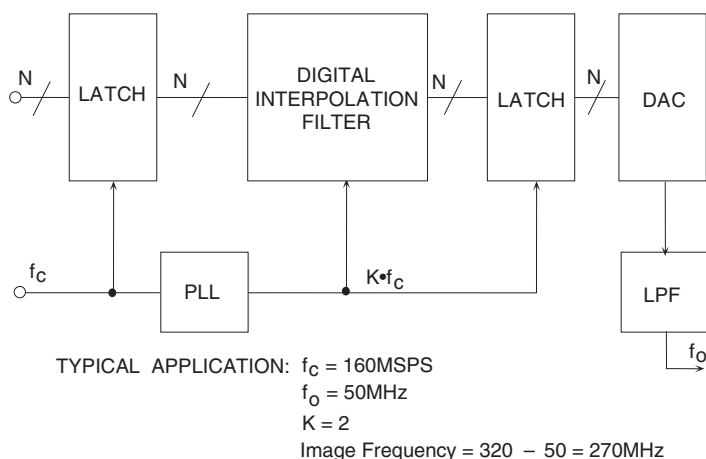 N
LATCH
N
DIGITAL
INTERPOLATION
FILTER
N
LATCH
N
DAC
fc
PLL
K•fc
LPF
fo
TYPICAL APPLICATION: fc = 160MSPS
fo = 50MHz
K = 2
Image Frequency = 320 – 50 = 270MHz